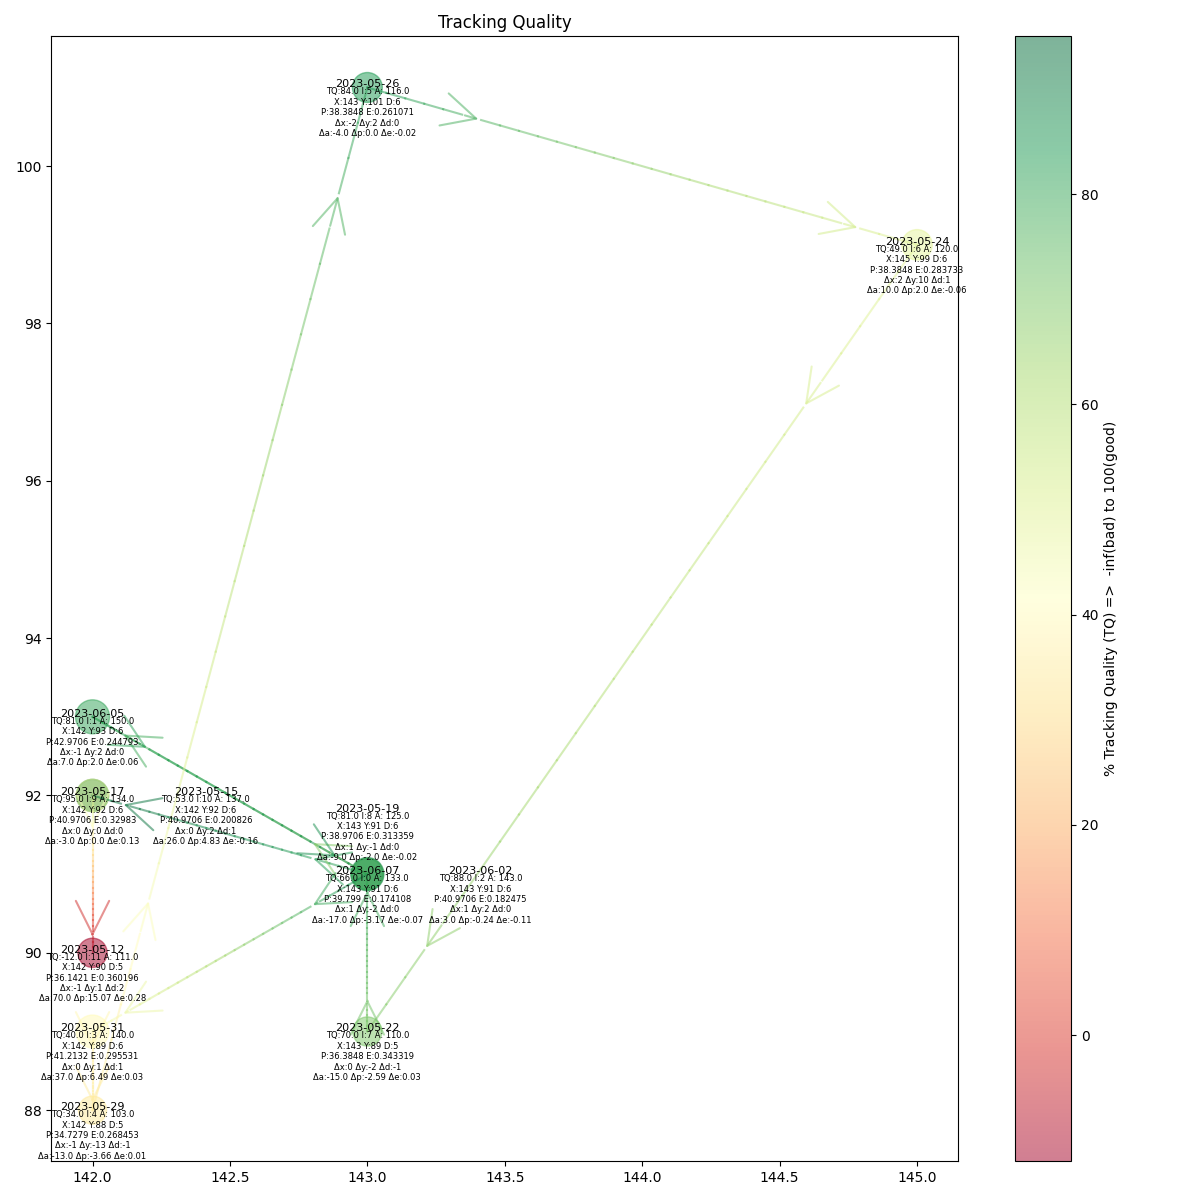 Tracking Quality
2023-05-26
TQ:84.0 I:5 A: 116.0
X:143 Y:101 D:6
P:38.3848 E:0.261071
Δx:-2 Δy:2 Δd:0
Δa:-4.0 Δp:0.0 Δe:-0.02
2023-05-24
TQ:49.0 I:6 A: 120.0
X:145 Y:99 D:6
P:38.3848 E:0.283733
Δx:2 Δy:10 Δd:1
Δa:10.0 Δp:2.0 Δe:-0.06
2023-06-05
TQ:81.0 I:1 A: 150.0
X:142 Y:93 D:6
P:42.9706 E:0.244793
Δx:-1 Δy:2 Δd:0
Δa:7.0 Δp:2.0 Δe:0.06
2023-05-17
TQ:95.0 I:9 A: 134.0
X:142 Y:92 D:6
P:40.9706 E:0.32983
Δx:0 Δy:0 Δd:0
Δa:-3.0 Δp:0.0 Δe:0.13
2023-05-15
TQ:53.0 I:10 A: 137.0
X:142 Y:92 D:6
P:40.9706 E:0.200826
Δx:0 Δy:2 Δd:1
Δa:26.0 Δp:4.83 Δe:-0.16
2023-05-19
TQ:81.0 I:8 A: 125.0
X:143 Y:91 D:6
P:38.9706 E:0.313359
Δx:1 Δy:-1 Δd:0
Δa:-9.0 Δp:-2.0 Δe:-0.02
2023-06-07
TQ:66.0 I:0 A: 133.0
X:143 Y:91 D:6
P:39.799 E:0.174108
Δx:1 Δy:-2 Δd:0
Δa:-17.0 Δp:-3.17 Δe:-0.07
2023-06-02
TQ:88.0 I:2 A: 143.0
X:143 Y:91 D:6
P:40.9706 E:0.182475
Δx:1 Δy:2 Δd:0
Δa:3.0 Δp:-0.24 Δe:-0.11
2023-05-12
TQ:-12.0 I:11 A: 111.0
X:142 Y:90 D:5
P:36.1421 E:0.360196
Δx:-1 Δy:1 Δd:2
Δa:70.0 Δp:15.07 Δe:0.28
2023-05-31
TQ:40.0 I:3 A: 140.0
X:142 Y:89 D:6
P:41.2132 E:0.295531
Δx:0 Δy:1 Δd:1
Δa:37.0 Δp:6.49 Δe:0.03
2023-05-22
TQ:70.0 I:7 A: 110.0
X:143 Y:89 D:5
P:36.3848 E:0.343319
Δx:0 Δy:-2 Δd:-1
Δa:-15.0 Δp:-2.59 Δe:0.03
2023-05-29
TQ:34.0 I:4 A: 103.0
X:142 Y:88 D:5
P:34.7279 E:0.268453
Δx:-1 Δy:-13 Δd:-1
Δa:-13.0 Δp:-3.66 Δe:0.01
100
98
96
94
92
90
88
142.0 142.5 143.0 143.5 144.0 144.5 145.0
80
60
40
20
0
% Tracking Quality (TQ) => -inf(bad) to 100(good)